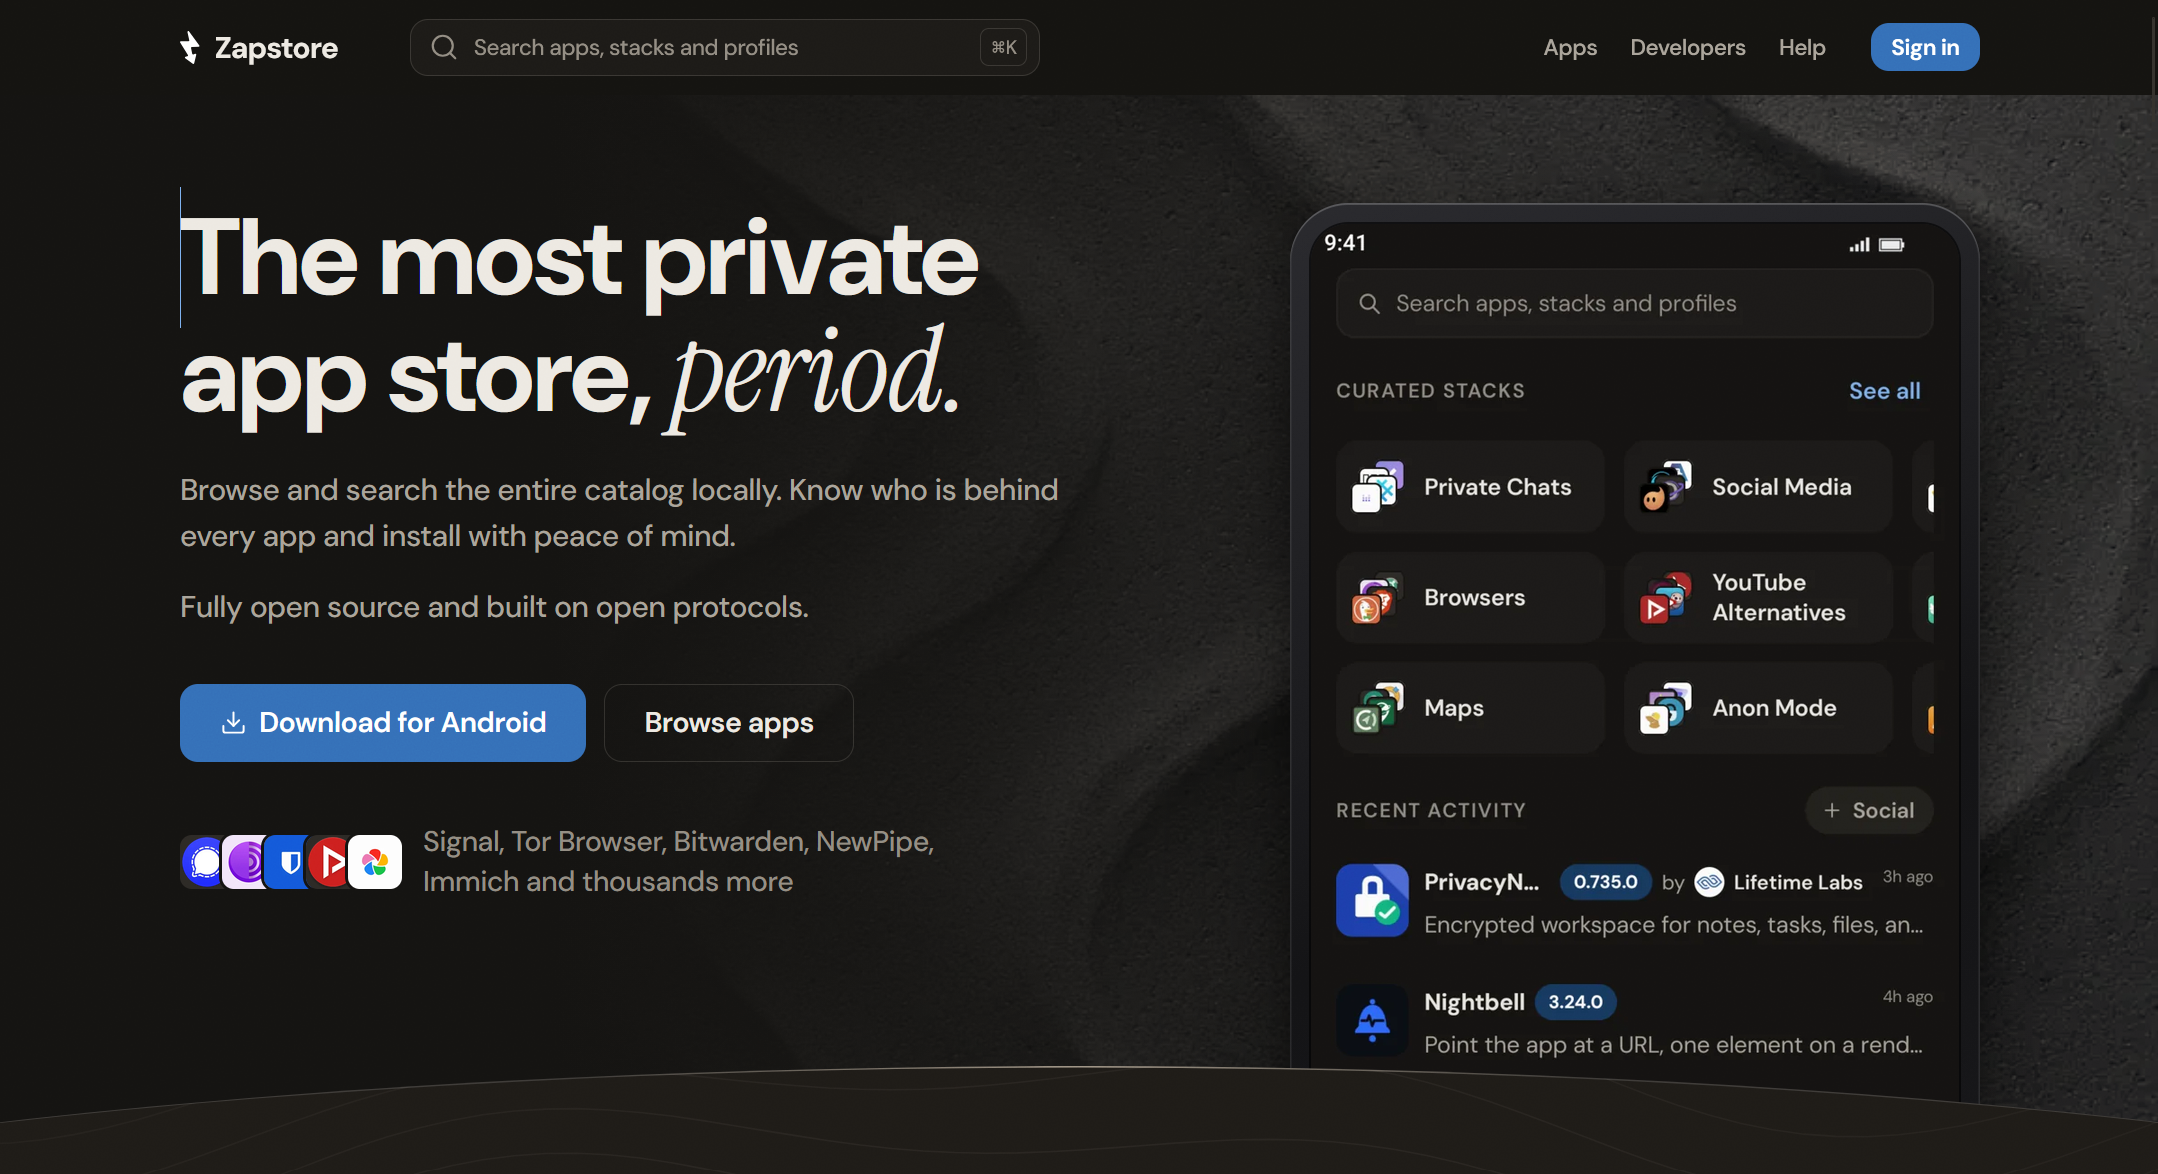 Zapstore
Search apps, stacks and profiles
⌘K
Apps
Developers
Help
Sign in
The most private
app store, period.
Browse and search the entire catalog locally. Know who is behind
every app and install with peace of mind.
Fully open source and built on open protocols.
Download for Android
Browse apps
Signal, Tor Browser, Bitwarden, NewPipe,
Immich and thousands more
9:41
Search apps, stacks and profiles
CURATED STACKS
See all
Private Chats
Social Media
Browsers
YouTube
Alternatives
Maps
Anon Mode
RECENT ACTIVITY
+ Social
PrivacyN... 0.735.0 by Lifetime Labs 3h ago
Encrypted workspace for notes, tasks, files, an...
Nightbell 3.24.0 4h ago
Point the app at a URL, one element on a rend...